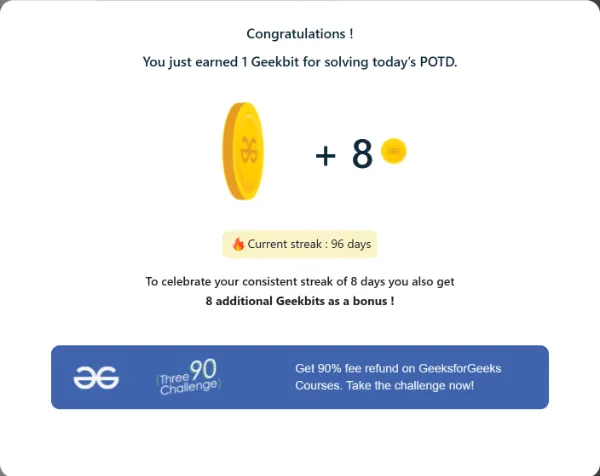 Congratulations !
You just earned 1 Geekbit for solving today's POTD.
+ 8
Current streak : 96 days
To celebrate your consistent streak of 8 days you also get
8 additional Geekbits as a bonus !
{Three 90 Challenge}
Get 90% fee refund on GeeksforGeeks
Courses. Take the challenge now!